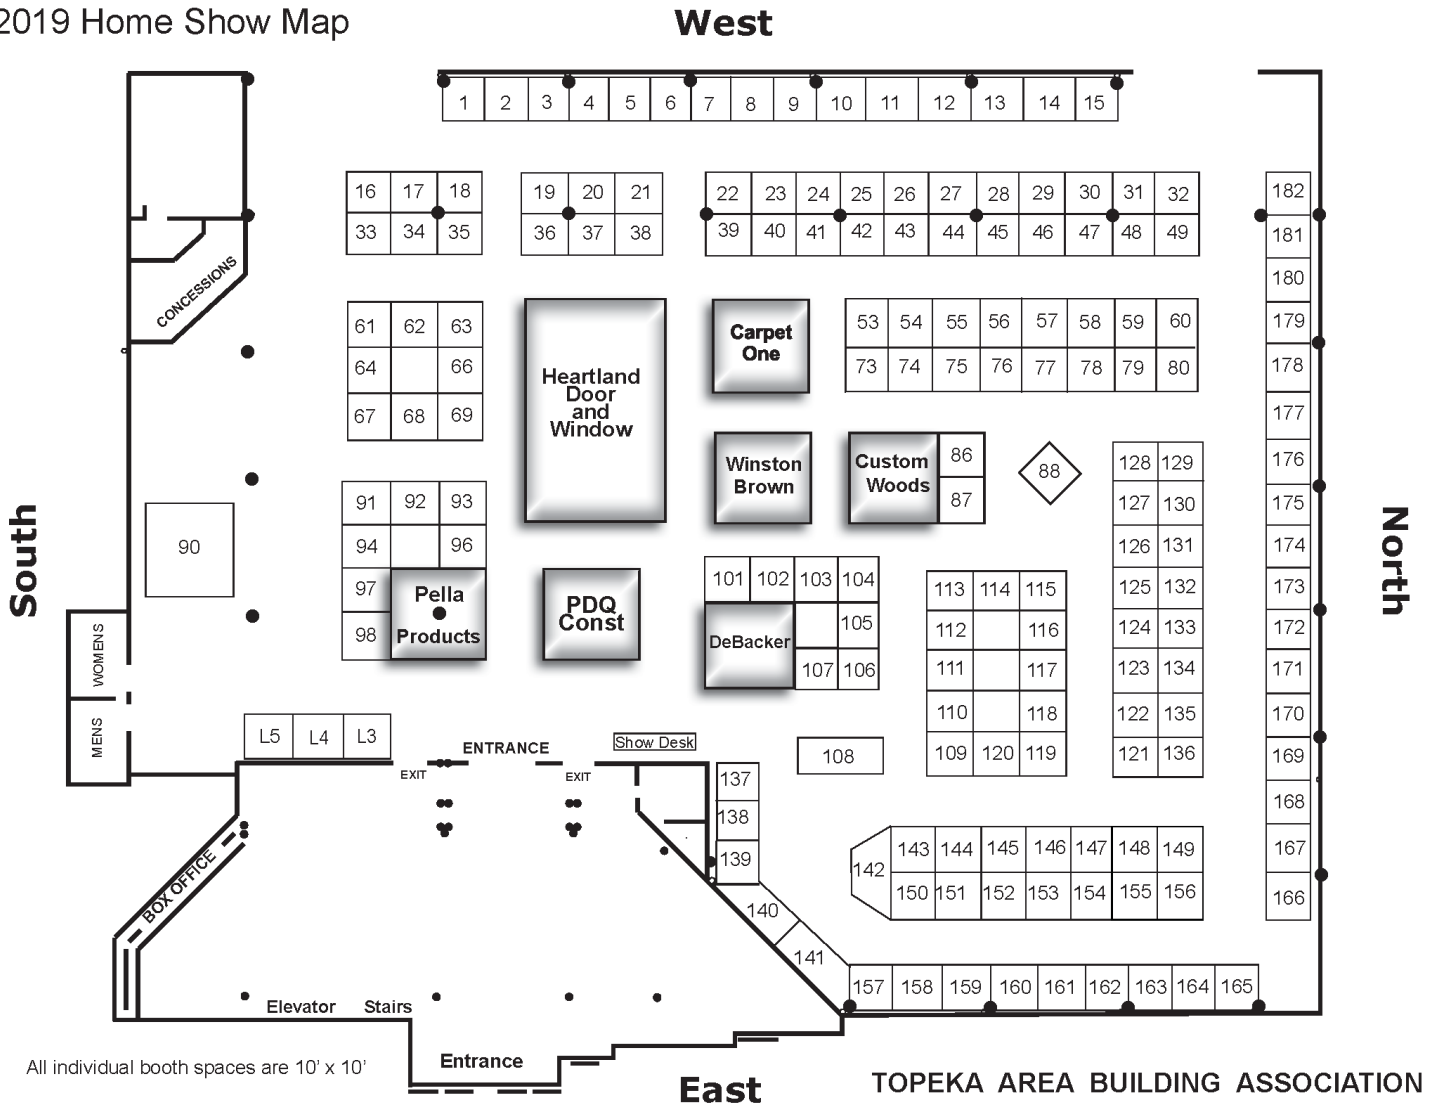 2019 Home Show Map
West
1 2 3 4 5 6 7 8 9 10 11 12 13 14 15
16 17 18 19 20 21 22 23 24 25 26 27 28 29 30 31 32
33 34 35 36 37 38 39 40 41 42 43 44 45 46 47 48 49
182
181
180
179
178
177
176
175
174
173
172
171
170
169
168
167
166
CONCESSIONS
61 62 63
64 66
67 68 69
Heartland
Door
and
Window
Carpet
One
53 54 55 56 57 58 59 60
73 74 75 76 77 78 79 80
Winston
Brown
Custom
Woods
86
87
88
128 129
127 130
126 131
125 132
124 133
123 134
122 135
121 136
South
North
90
91 92 93
94 96
97
98
Pella
Products
PDQ
Const
101 102 103 104
DeBacker
105
107 106
113 114 115
112 116
111 117
110 118
109 120 119
WOMENS
MENS
L5 L4 L3
ENTRANCE
EXIT
EXIT
Show Desk
108
137
138
139
140
141
142
143 144 145 146 147 148 149
150 151 152 153 154 155 156
157 158 159 160 161 162 163 164 165
BOX OFFICE
Elevator Stairs
Entrance
All individual booth spaces are 10' x 10'
East
TOPEKA AREA BUILDING ASSOCIATION